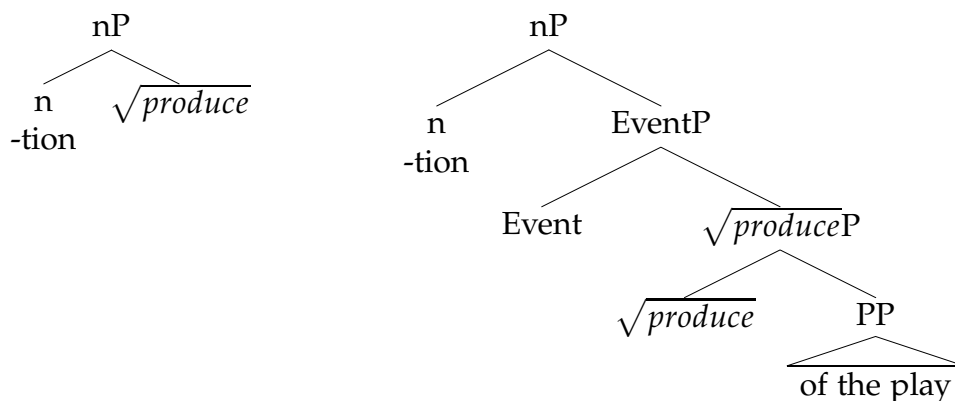 nP
n √produce
-tion
nP
n EventP
-tion
Event √produceP
√produce PP
of the play